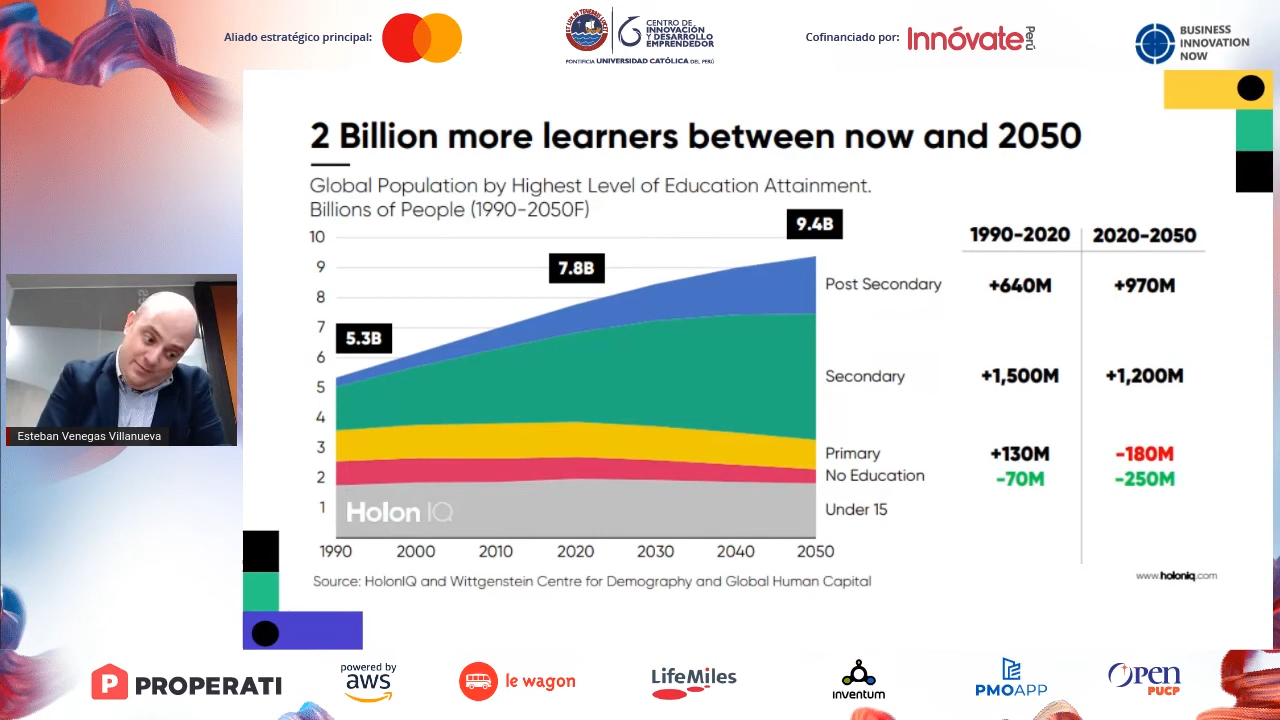 Aliado estratégico principal:
CENTRO DE
INNOVACIÓN
Y DESARROLLO
EMPRENDEDOR
PONTIFICIA UNIVERSIDAD CATÓLICA DEL PERÚ
Cofinanciado por:
Innóvate Perú
BUSINESS
INNOVATION
NOW
2 Billion more learners between now and 2050
Global Population by Highest Level of Education Attainment.
Billions of People (1990-2050F)
10
9
8
7
6
5
4
3
2
1
5.3B
7.8B
9.4B
1990-2020 2020-2050
Post Secondary +640M +970M
Secondary +1,500M +1,200M
Primary +130M -180M
No Education -70M -250M
Under 15
Holon IQ
1990 2000 2010 2020 2030 2040 2050
Source: HolonIQ and Wittgenstein Centre for Demography and Global Human Capital
www.holoniq.com
Esteban Venegas Villanueva
PROPERATI
powered by
aws
le wagon
LifeMiles
INVENTUM
PMOAPP
OPEN
PUCP